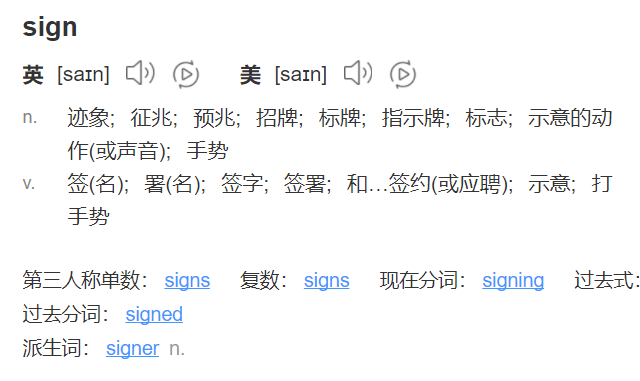 sign
英 [saɪn] 美 [saɪn]
n. 迹象; 征兆; 预兆; 招牌; 标牌; 指示牌; 标志; 示意的动
作(或声音); 手势
v. 签(名); 署(名); 签字; 签署; 和…签约(或应聘); 示意; 打
手势
第三人称单数: signs 复数: signs 现在分词: signing 过去式:
过去分词: signed
派生词: signer n.